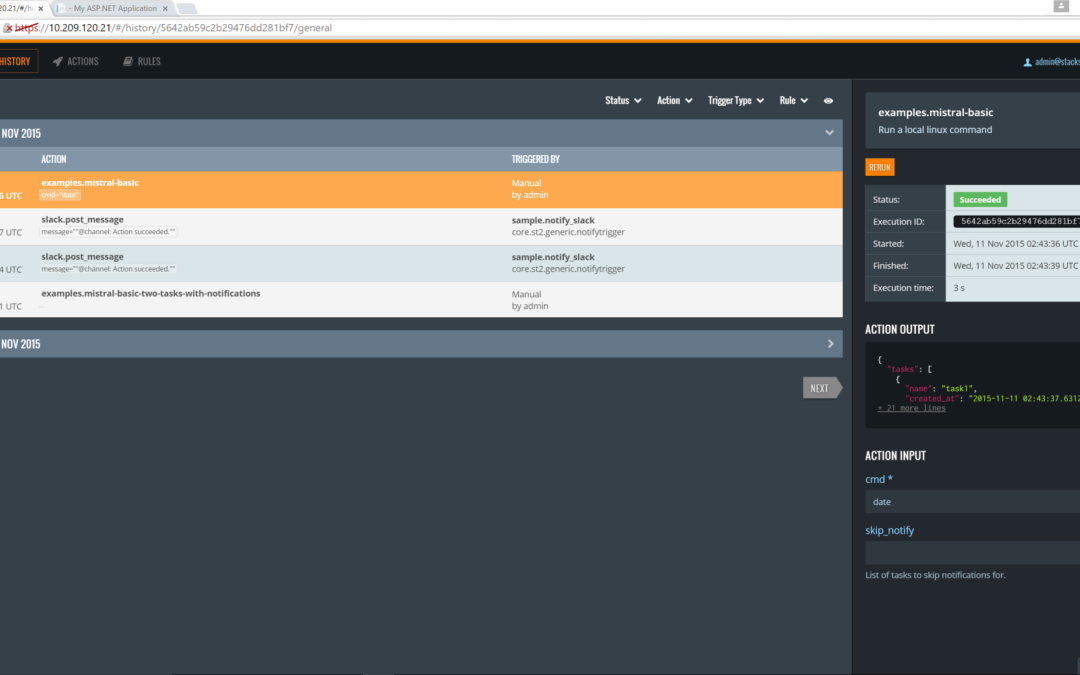 20.21/#/hi × - My ASP.NET Application ×
https://10.209.120.21/#/history/5642ab59c2b29476dd281bf7/general
HISTORY ACTIONS RULES admin@stacks
Status Action Trigger Type Rule
NOV 2015
ACTION TRIGGERED BY
examples.mistral-basic Manual
6 UTC cmd="date" by admin
slack.post_message sample.notify_slack
7 UTC message=""@channel: Action succeeded."" core.st2.generic.notifytrigger
slack.post_message sample.notify_slack
4 UTC message=""@channel: Action succeeded."" core.st2.generic.notifytrigger
examples.mistral-basic-two-tasks-with-notifications Manual
1 UTC by admin
NOV 2015
NEXT
examples.mistral-basic
Run a local linux command
RERUN
Status: Succeeded
Execution ID: 5642ab59c2b29476dd281bf7
Started: Wed, 11 Nov 2015 02:43:36 UTC
Finished: Wed, 11 Nov 2015 02:43:39 UTC
Execution time: 3 s
ACTION OUTPUT
{
"tasks": [
{
"name": "task1",
"created_at": "2015-11-11 02:43:37.6312
+ 21 more lines
ACTION INPUT
cmd *
date
skip_notify
List of tasks to skip notifications for.